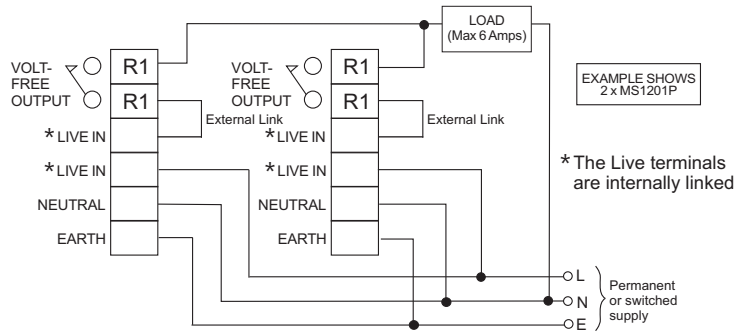 LOAD
(Max 6 Amps)
VOLT-
FREE
OUTPUT
R1
R1
External Link
*LIVE IN
*LIVE IN
NEUTRAL
EARTH
VOLT-
FREE
OUTPUT
R1
R1
External Link
*LIVE IN
*LIVE IN
NEUTRAL
EARTH
EXAMPLE SHOWS
2 x MS1201P
*The Live terminals
are internally linked
L
N
E
Permanent
or switched
supply